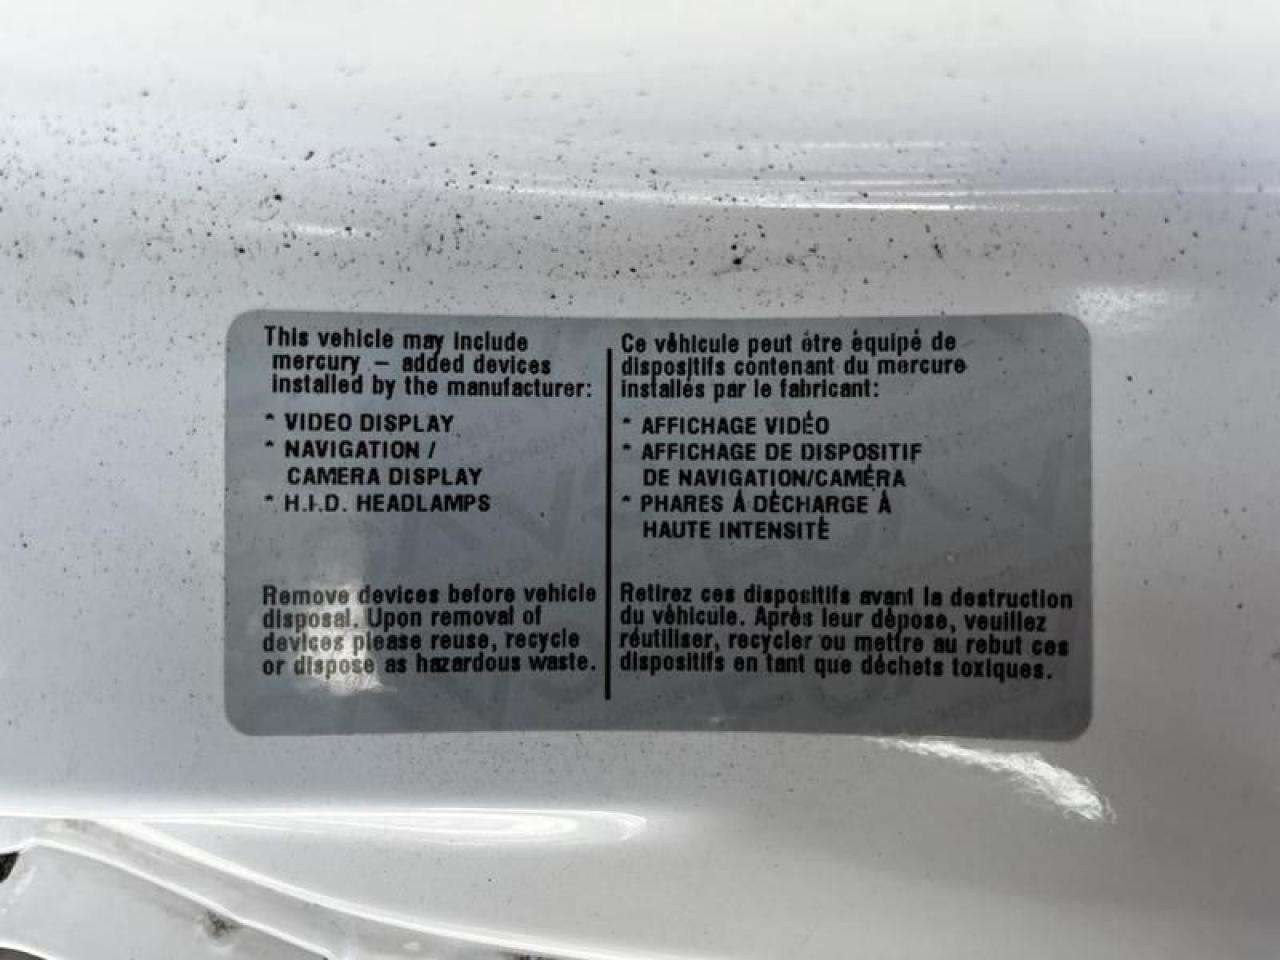 This vehicle may include
mercury – added devices
installed by the manufacturer:
* VIDEO DISPLAY
* NAVIGATION /
CAMERA DISPLAY
* H.I.D. HEADLAMPS
Remove devices before vehicle
disposal. Upon removal of
devices please reuse, recycle
or dispose as hazardous waste.
Ce véhicule peut être équipé de
dispositifs contenant du mercure
installés par le fabricant:
* AFFICHAGE VIDÉO
* AFFICHAGE DE DISPOSITIF
DE NAVIGATION/CAMÉRA
* PHARES À DÉCHARGE À
HAUTE INTENSITÉ
Retirez ces dispositifs avant la destruction
du véhicule. Après leur dépose, veuillez
réutiliser, recycler ou mettre au rebut ces
dispositifs en tant que déchets toxiques.